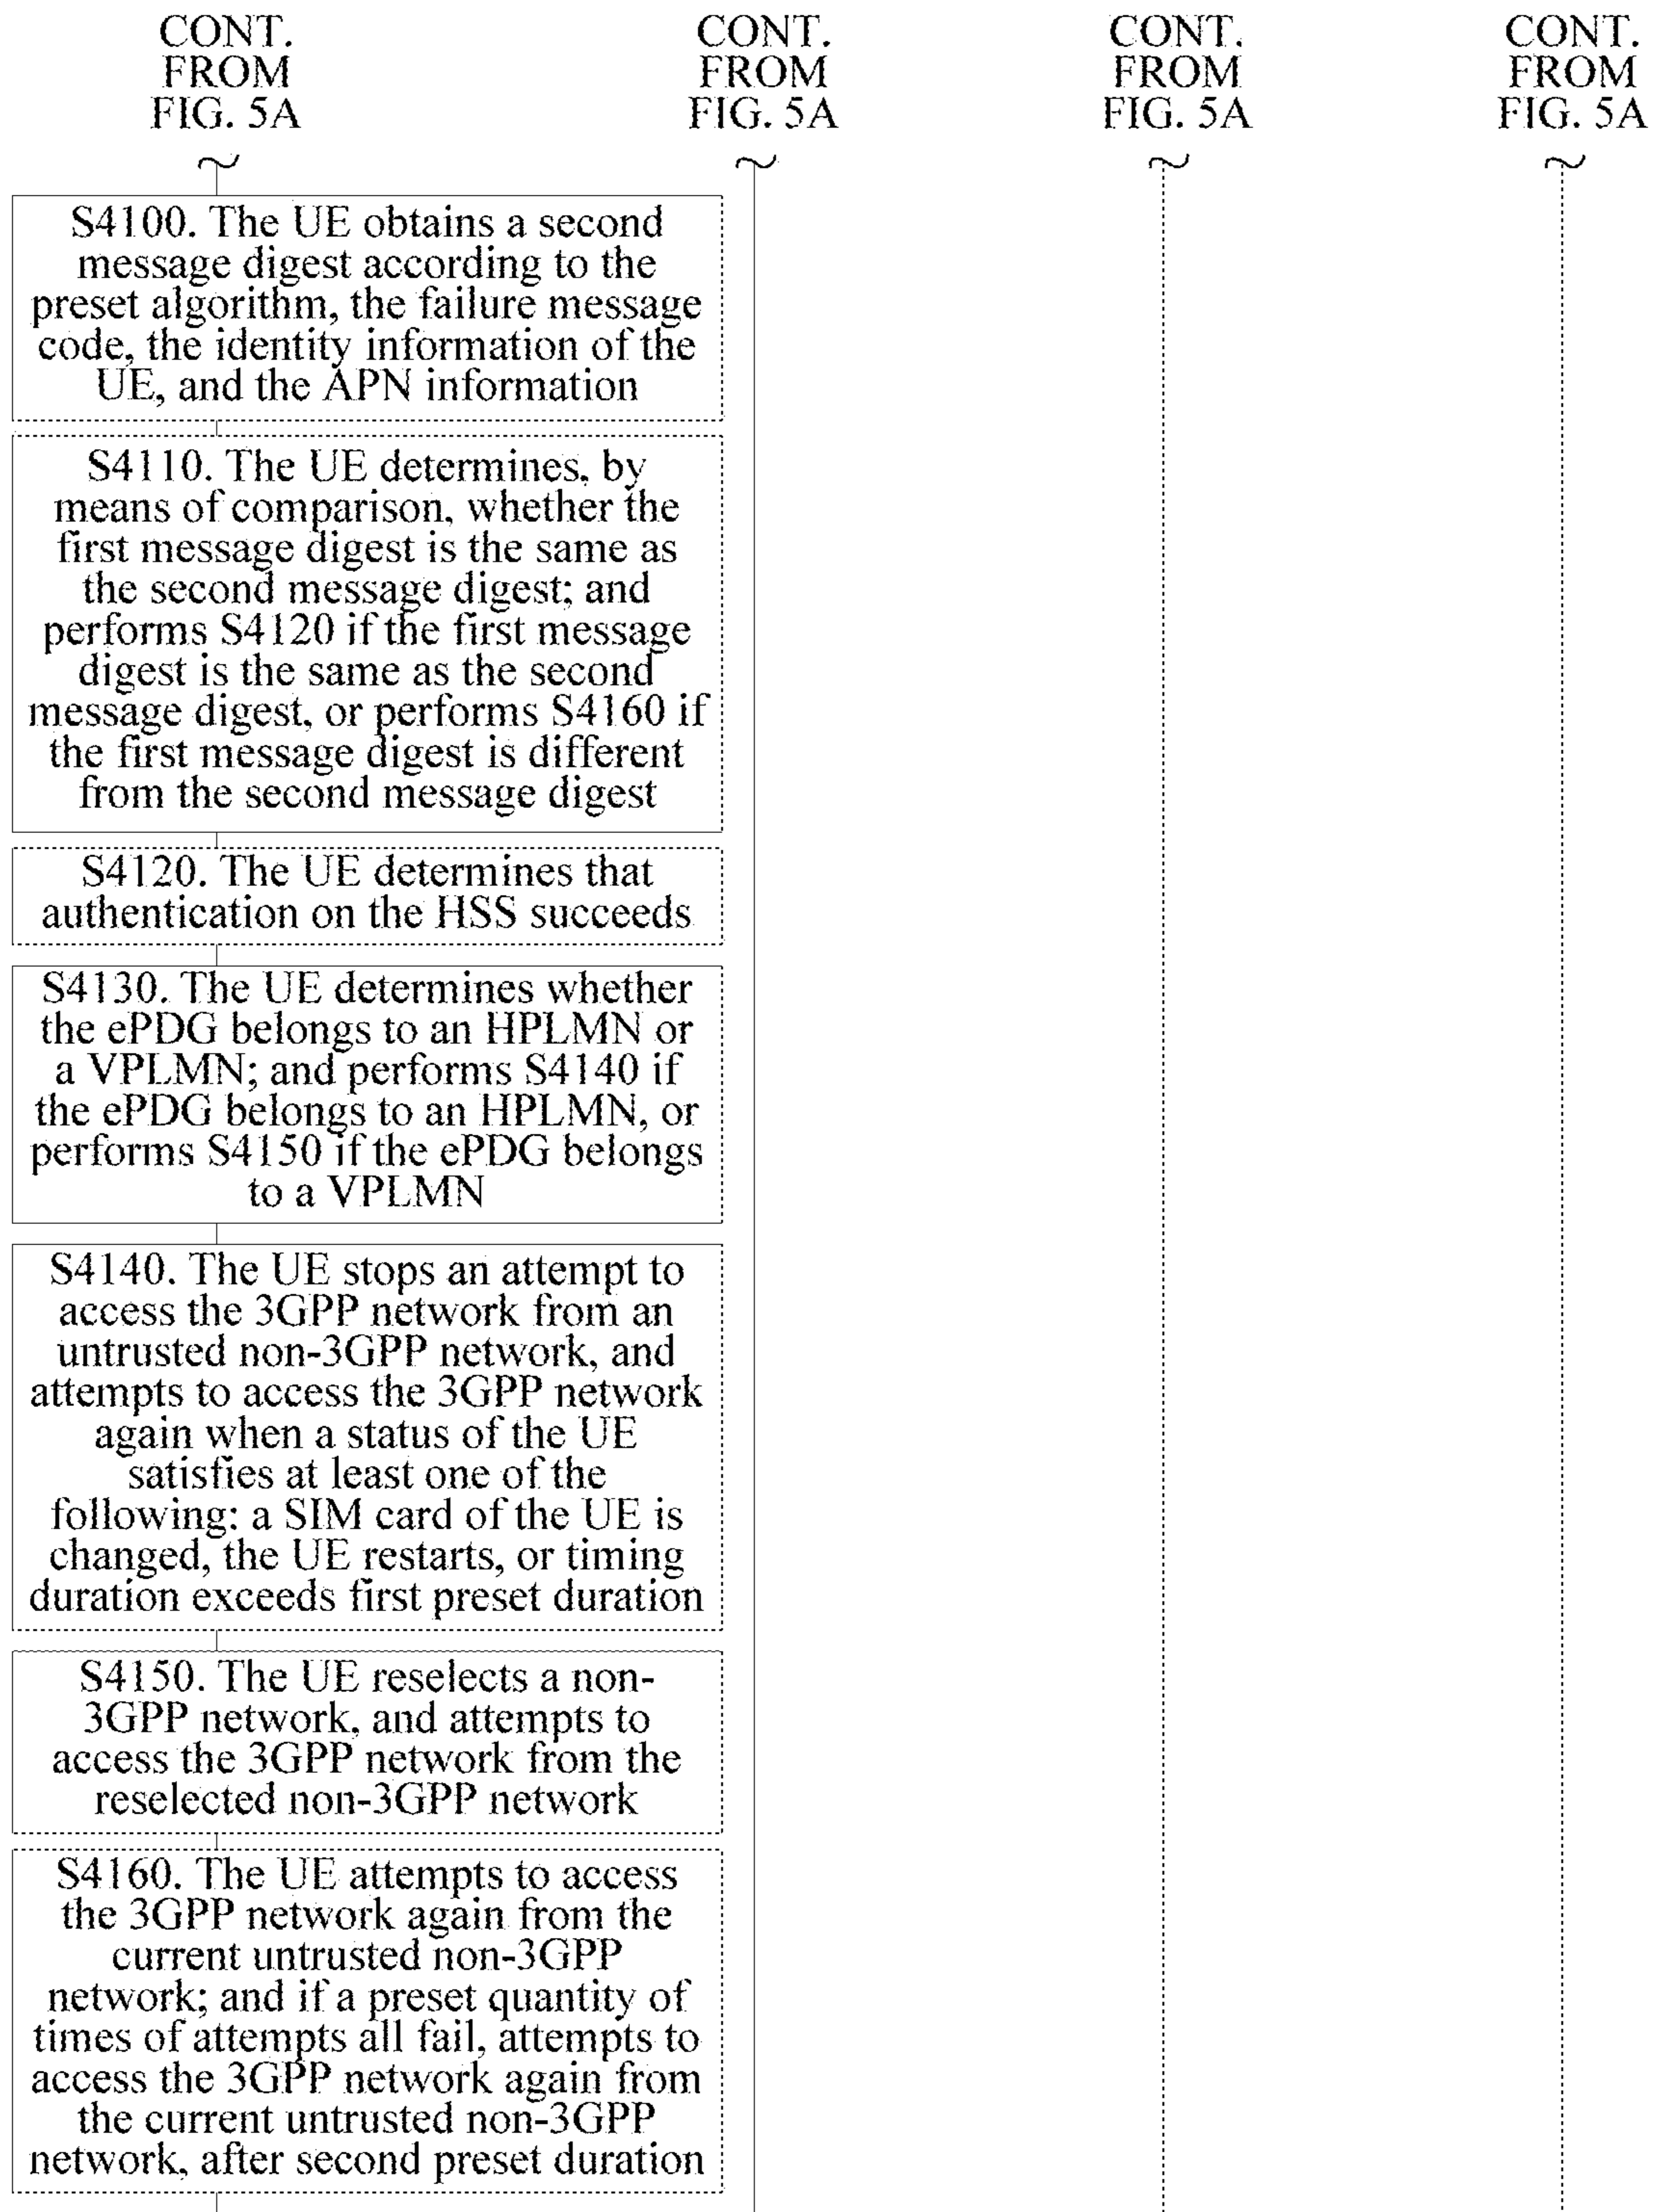 CONT.
FROM
FIG. 5A
CONT.
FROM
FIG. 5A
CONT.
FROM
FIG. 5A
CONT.
FROM
FIG. 5A
S4100. The UE obtains a second
message digest according to the
preset algorithm, the failure message
code, the identity information of the
UE, and the APN information
S4110. The UE determines, by
means of comparison, whether the
first message digest is the same as
the second message digest; and
performs S4120 if the first message
digest is the same as the second
message digest, or performs S4160 if
the first message digest is different
from the second message digest
S4120. The UE determines that
authentication on the HSS succeeds
S4130. The UE determines whether
the ePDG belongs to an HPLMN or
a VPLMN; and performs S4140 if
the ePDG belongs to an HPLMN, or
performs S4150 if the ePDG belongs
to a VPLMN
S4140. The UE stops an attempt to
access the 3GPP network from an
untrusted non-3GPP network, and
attempts to access the 3GPP network
again when a status of the UE
satisfies at least one of the
following: a SIM card of the UE is
changed, the UE restarts, or timing
duration exceeds first preset duration
S4150. The UE reselects a non-
3GPP network, and attempts to
access the 3GPP network from the
reselected non-3GPP network
S4160. The UE attempts to access
the 3GPP network again from the
current untrusted non-3GPP
network; and if a preset quantity of
times of attempts all fail, attempts to
access the 3GPP network again from
the current untrusted non-3GPP
network, after second preset duration